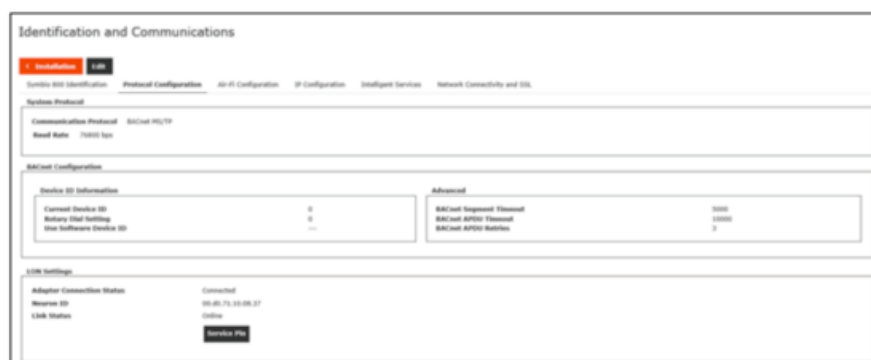 Identification and Communications
< Installation Edit
Symbio 800 Identification Protocol Configuration Air-Fi Configuration IP Configuration Intelligent Services Network Connectivity and SSL
System Protocol
Communication Protocol BACnet MS/TP
Baud Rate 76800 bps
BACnet Configuration
Device ID Information Advanced
Current Device ID 0 BACnet Segment Timeout 5000
Rotary Dial Setting 0 BACnet APDU Timeout 10000
Use Software Device ID --- BACnet APDU Retries 3
LON Settings
Adapter Connection Status Connected
Neuron ID
Link Status Online
Service Pin